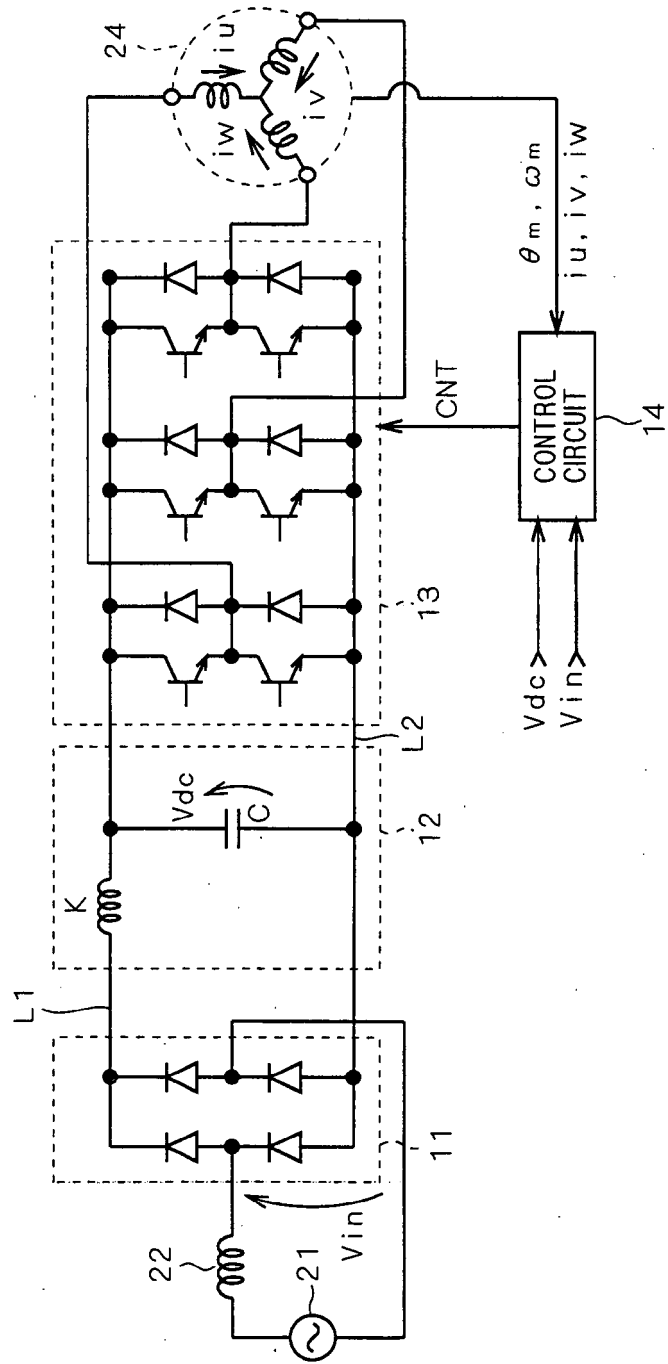 24
iu
iw
iv
θm, ωm
iu, iv, iw
L1
K
Vdc
C
22
21
Vin
11
12
L2
13
CNT
CONTROL
CIRCUIT
14
Vdc
Vin